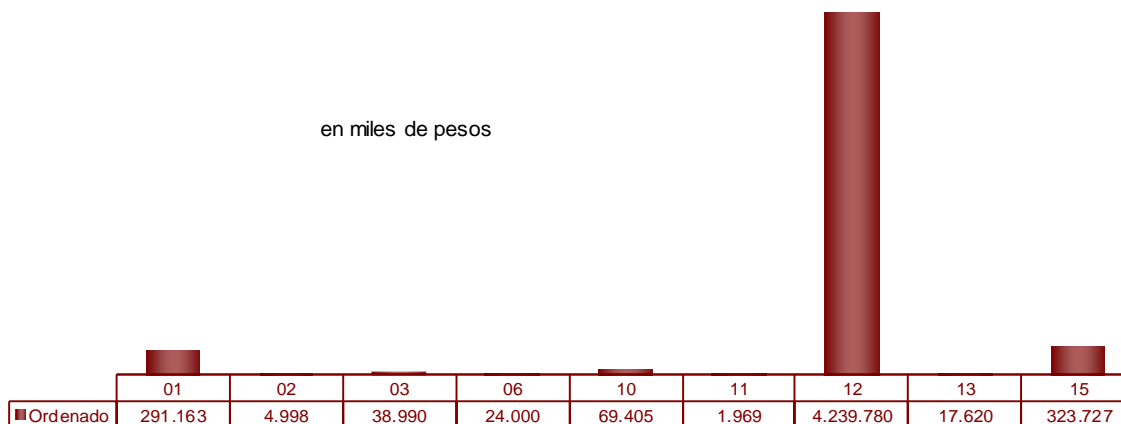 en miles de pesos
01 02 03 06 10 11 12 13 15
Ordenado 291.163 4.998 38.990 24.000 69.405 1.969 4.239.780 17.620 323.727